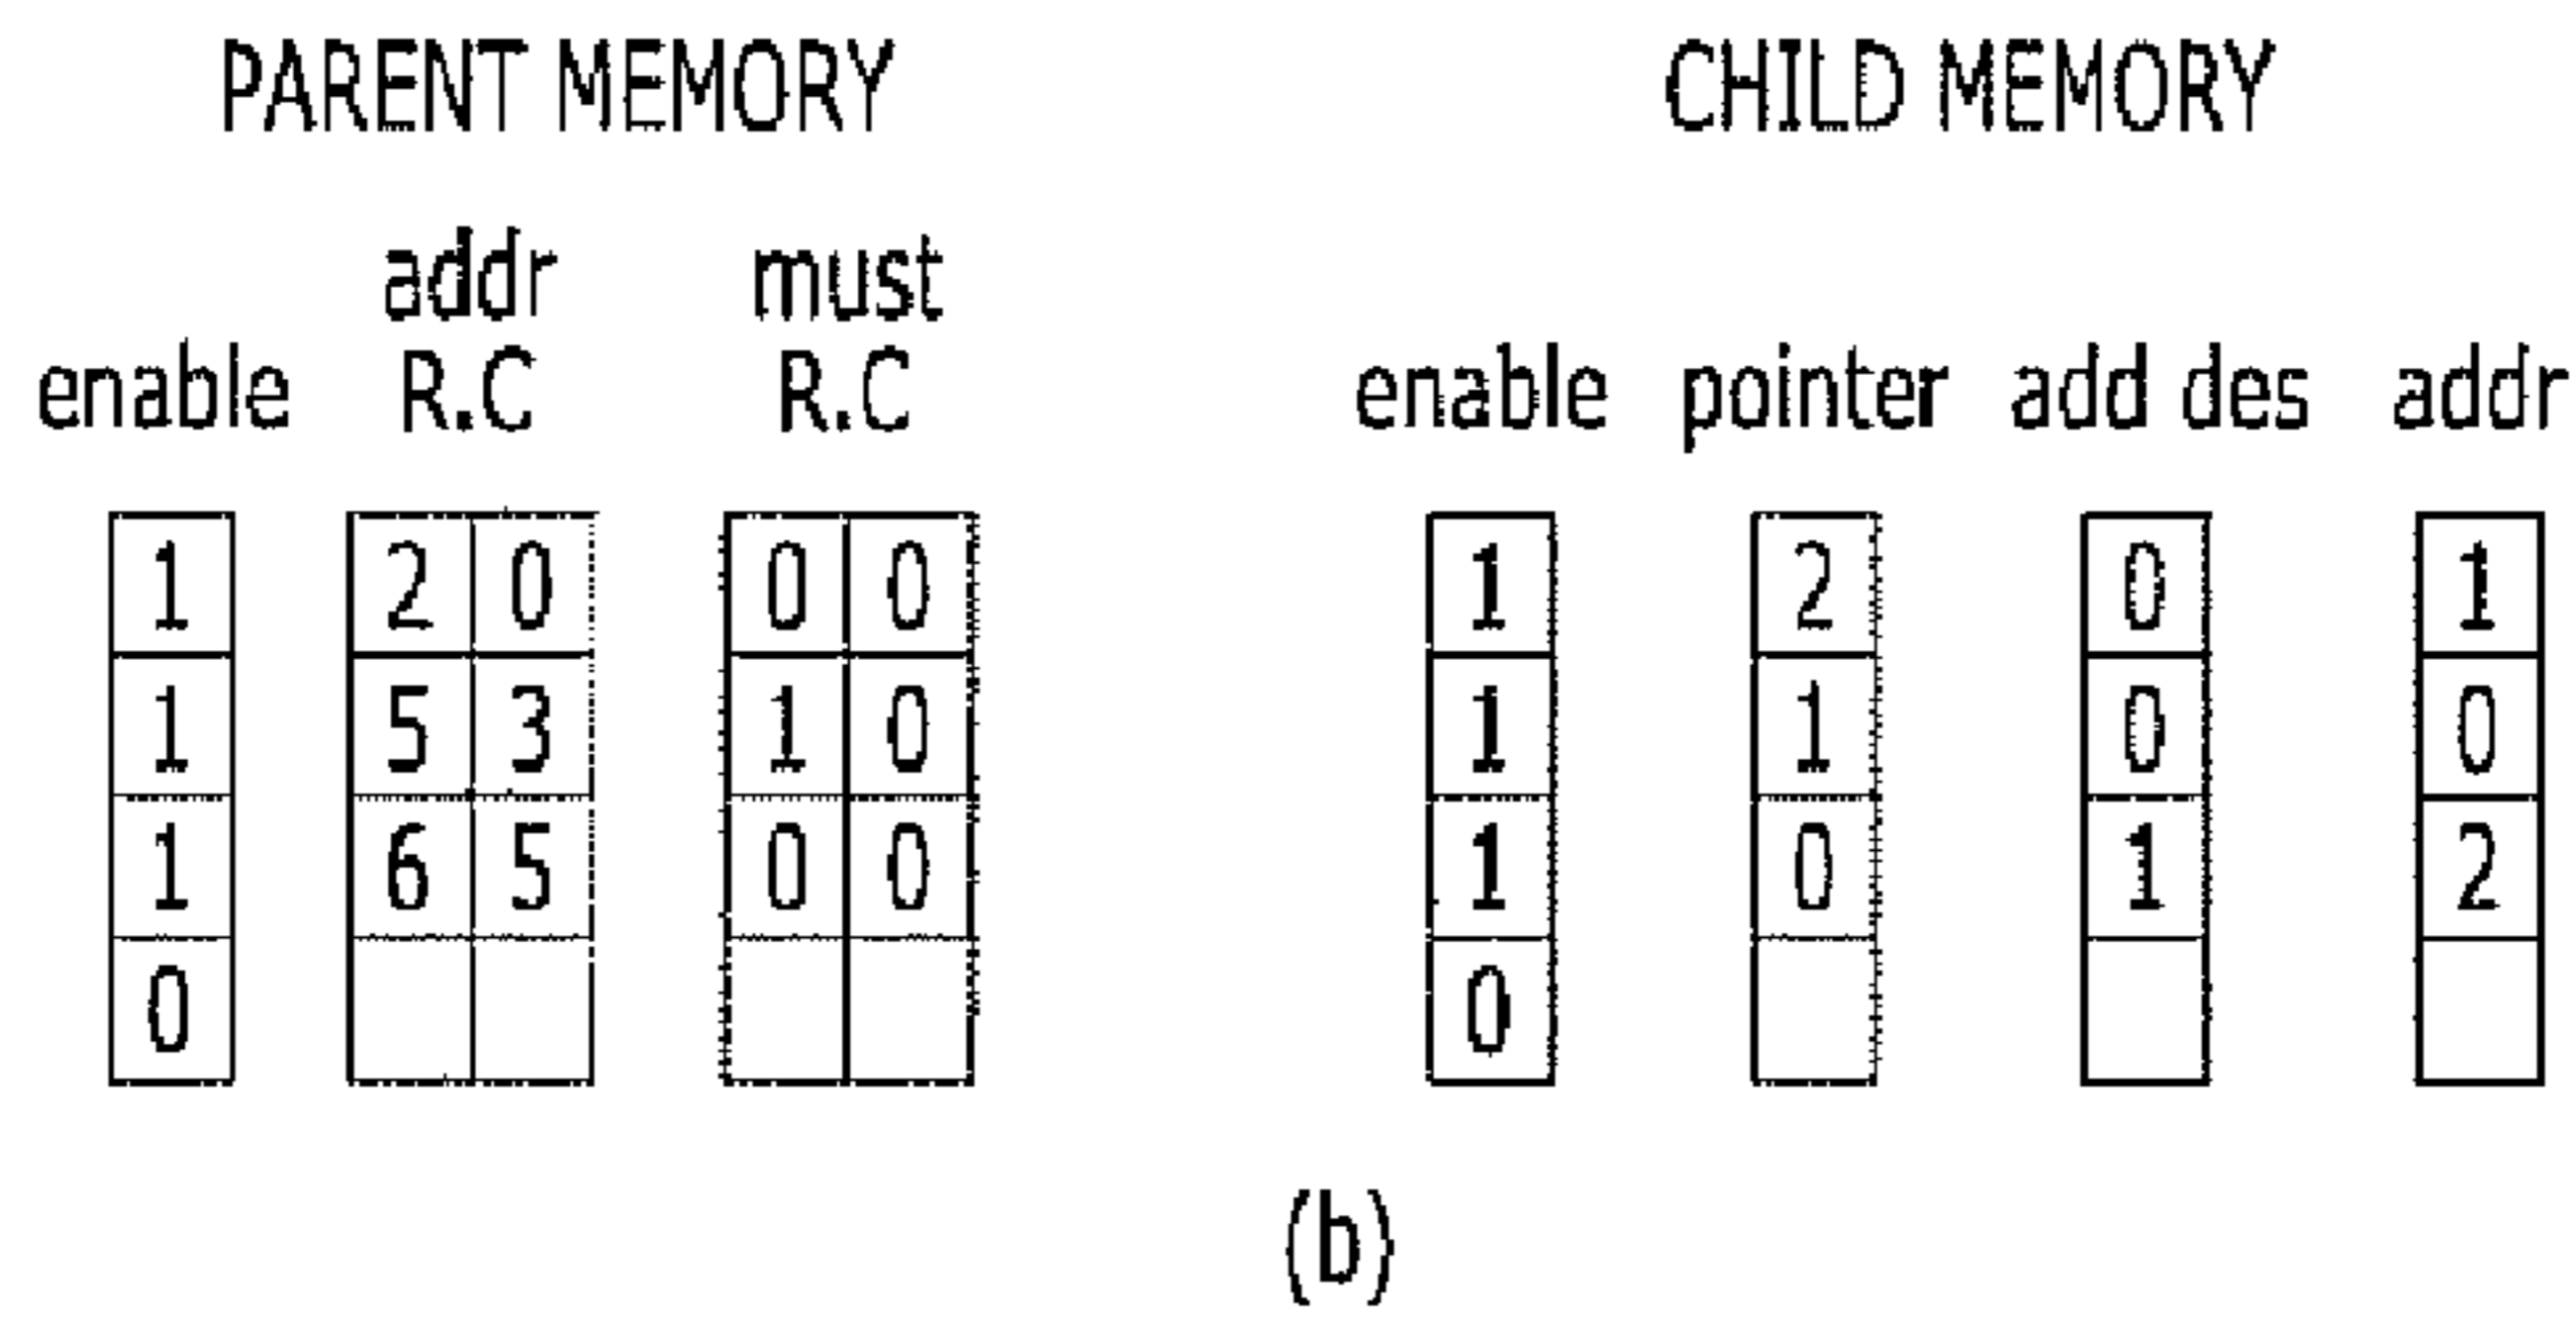 PARENT MEMORY CHILD MEMORY
addr must
enable R.C R.C enable pointer add des addr
1 2 0 0 0 1 2 0 1
1 5 3 1 0 1 1 0 0
1 6 5 0 0 1 0 1 2
0 0
(b)